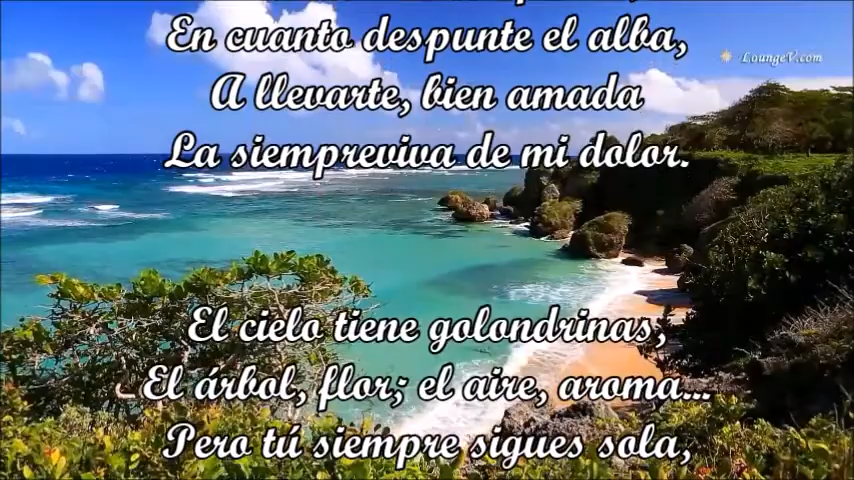 En cuanto despunte el alba,
LoungeV.com
A llevarte, bien amada
La siempreviva de mi dolor.
El cielo tiene golondrinas,
El árbol, flor; el aire, aroma...
Pero tú siempre sigues sola,